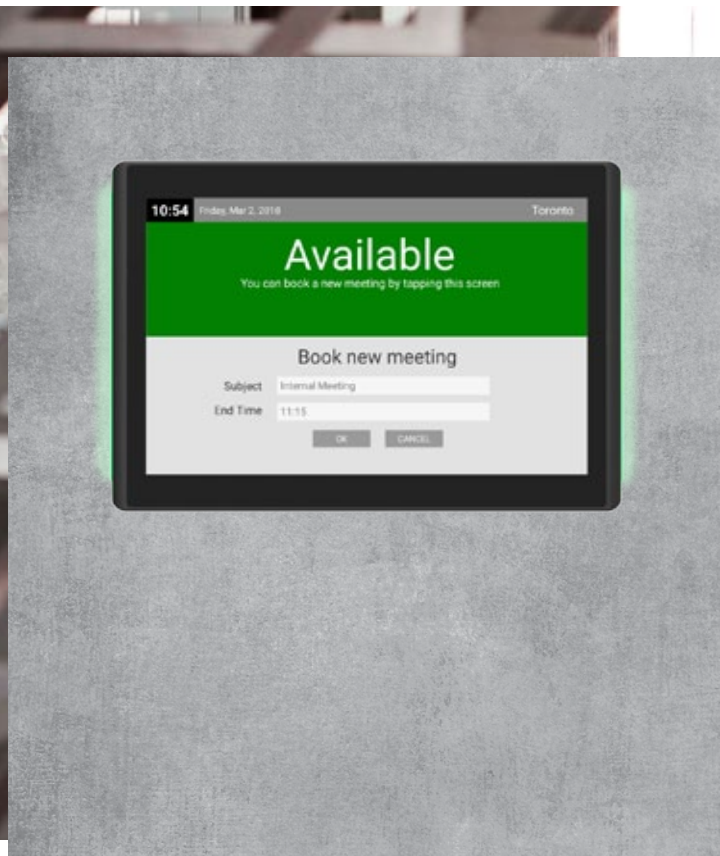 10:54 Friday, Mar 2, 2018 Toronto
Available
You can book a new meeting by tapping this screen
Book new meeting
Subject Internal Meeting
End Time 11:15
OK CANCEL